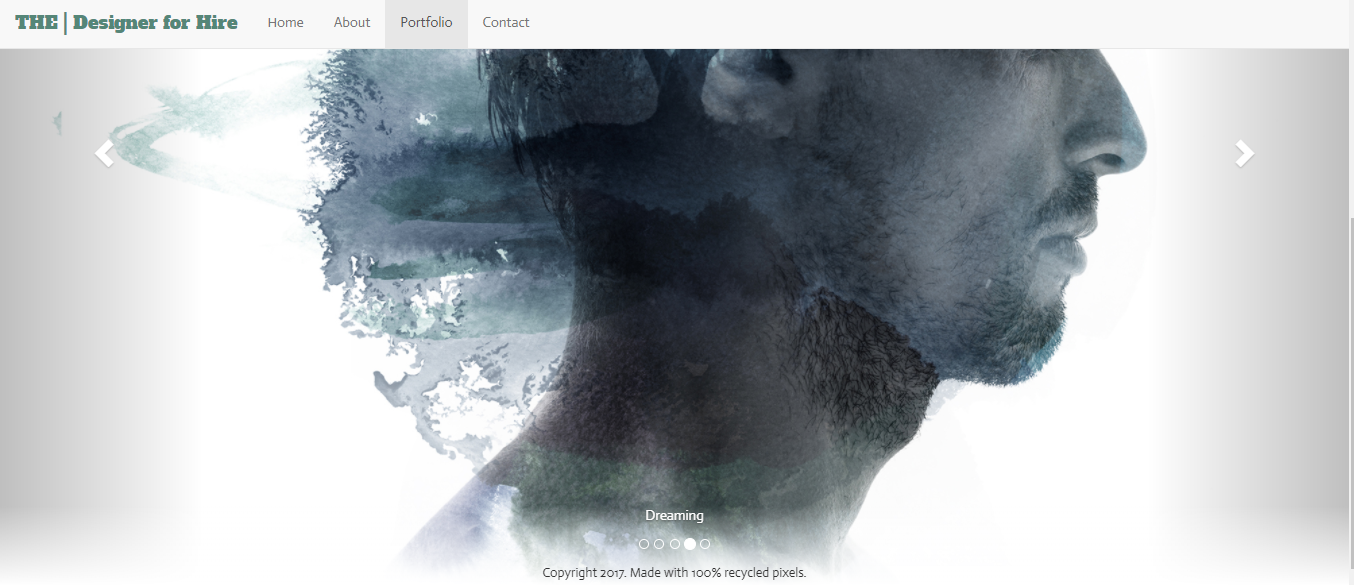 THE | Designer for Hire Home About Portfolio Contact
Dreaming
Copyright 2017. Made with 100% recycled pixels.